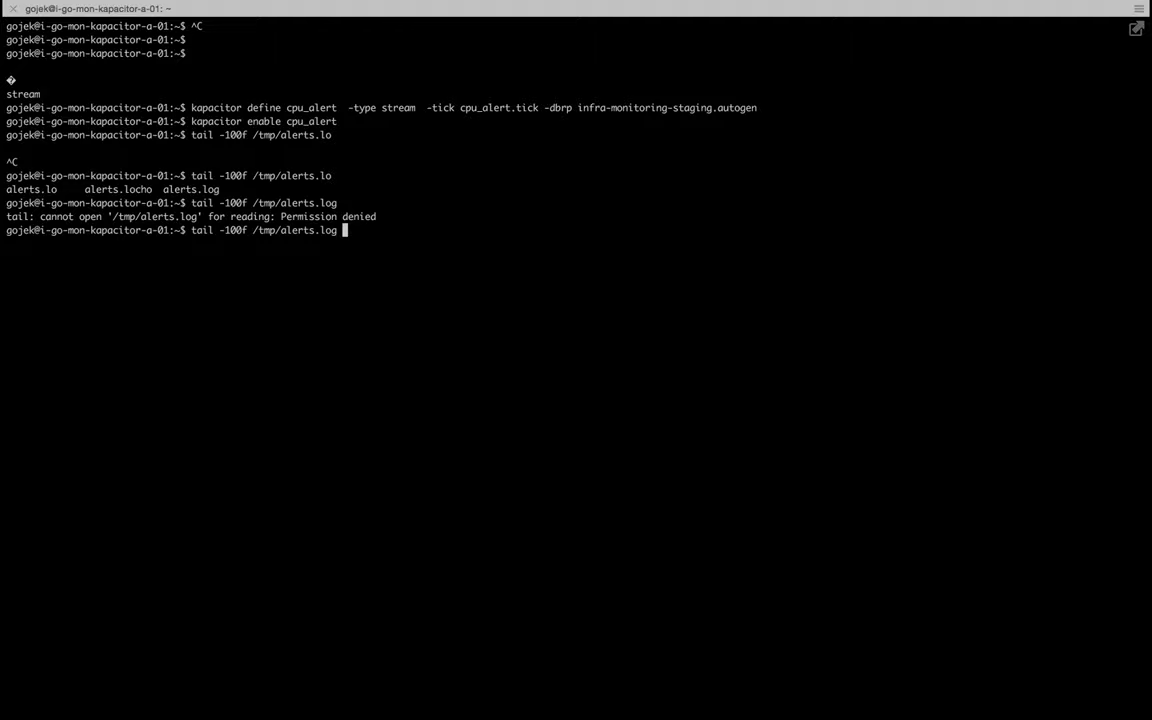 gojek@i-go-mon-kapacitor-a-01: ~
gojek@i-go-mon-kapacitor-a-01:~$ ^C
gojek@i-go-mon-kapacitor-a-01:~$
gojek@i-go-mon-kapacitor-a-01:~$
�
stream
gojek@i-go-mon-kapacitor-a-01:~$ kapacitor define cpu_alert  -type stream  -tick cpu_alert.tick -dbrp infra-monitoring-staging.autogen
gojek@i-go-mon-kapacitor-a-01:~$ kapacitor enable cpu_alert
gojek@i-go-mon-kapacitor-a-01:~$ tail -100f /tmp/alerts.lo
^C
gojek@i-go-mon-kapacitor-a-01:~$ tail -100f /tmp/alerts.lo
alerts.lo     alerts.locho  alerts.log
gojek@i-go-mon-kapacitor-a-01:~$ tail -100f /tmp/alerts.log
tail: cannot open '/tmp/alerts.log' for reading: Permission denied
gojek@i-go-mon-kapacitor-a-01:~$ tail -100f /tmp/alerts.log